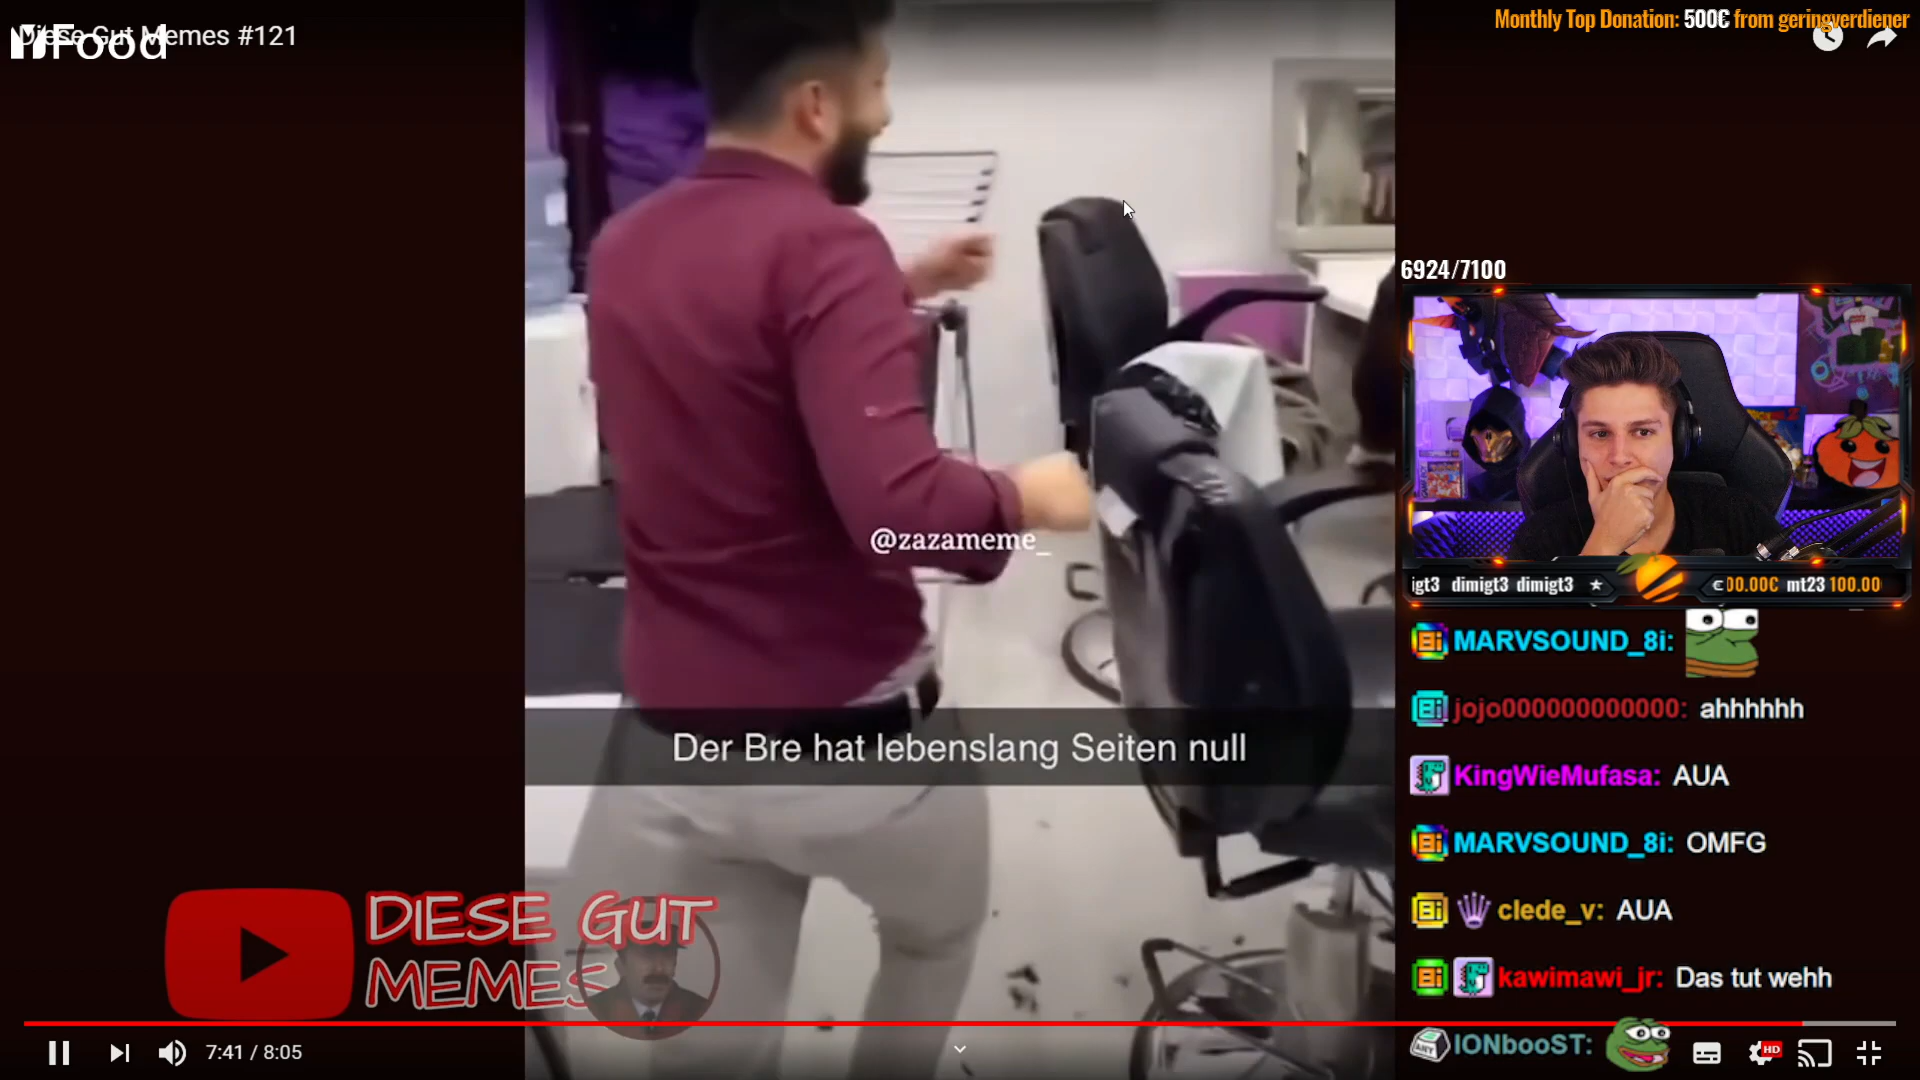 Diese Gut Memes #121
Food
Monthly Top Donation: 500€ from geringverdiener
6924/7100
@zazameme_
Der Bre hat lebenslang Seiten null
igt3 dimigt3 dimigt3 ★
00.00€ mt23 100.00
MARVSOUND_8i:
jojo000000000000: ahhhhhh
KingWieMufasa: AUA
MARVSOUND_8i: OMFG
clede_v: AUA
kawimawi_jr: Das tut wehh
IONbooST:
DIESE GUT
MEMES
7:41 / 8:05
HD